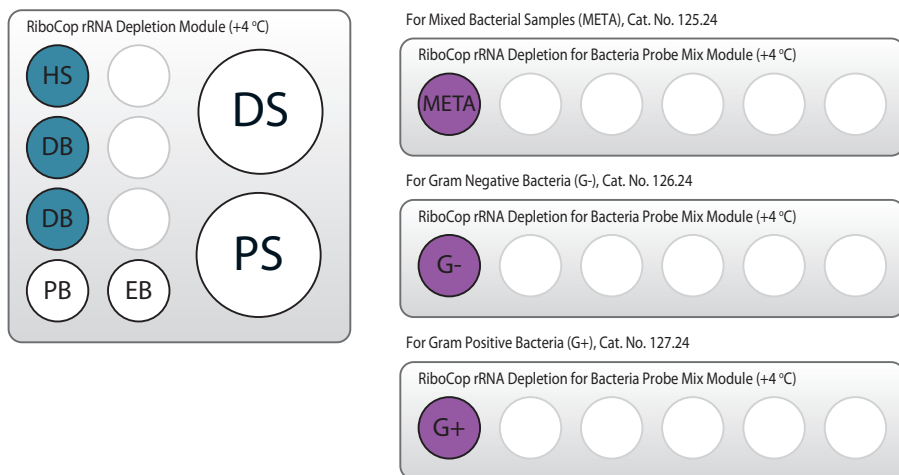 RiboCop rRNA Depletion Module (+4 °C)
HS
DB
DB
PB
EB
DS
PS
For Mixed Bacterial Samples (META), Cat. No. 125.24
RiboCop rRNA Depletion for Bacteria Probe Mix Module (+4 °C)
META
For Gram Negative Bacteria (G-), Cat. No. 126.24
RiboCop rRNA Depletion for Bacteria Probe Mix Module (+4 °C)
G-
For Gram Positive Bacteria (G+), Cat. No. 127.24
RiboCop rRNA Depletion for Bacteria Probe Mix Module (+4 °C)
G+